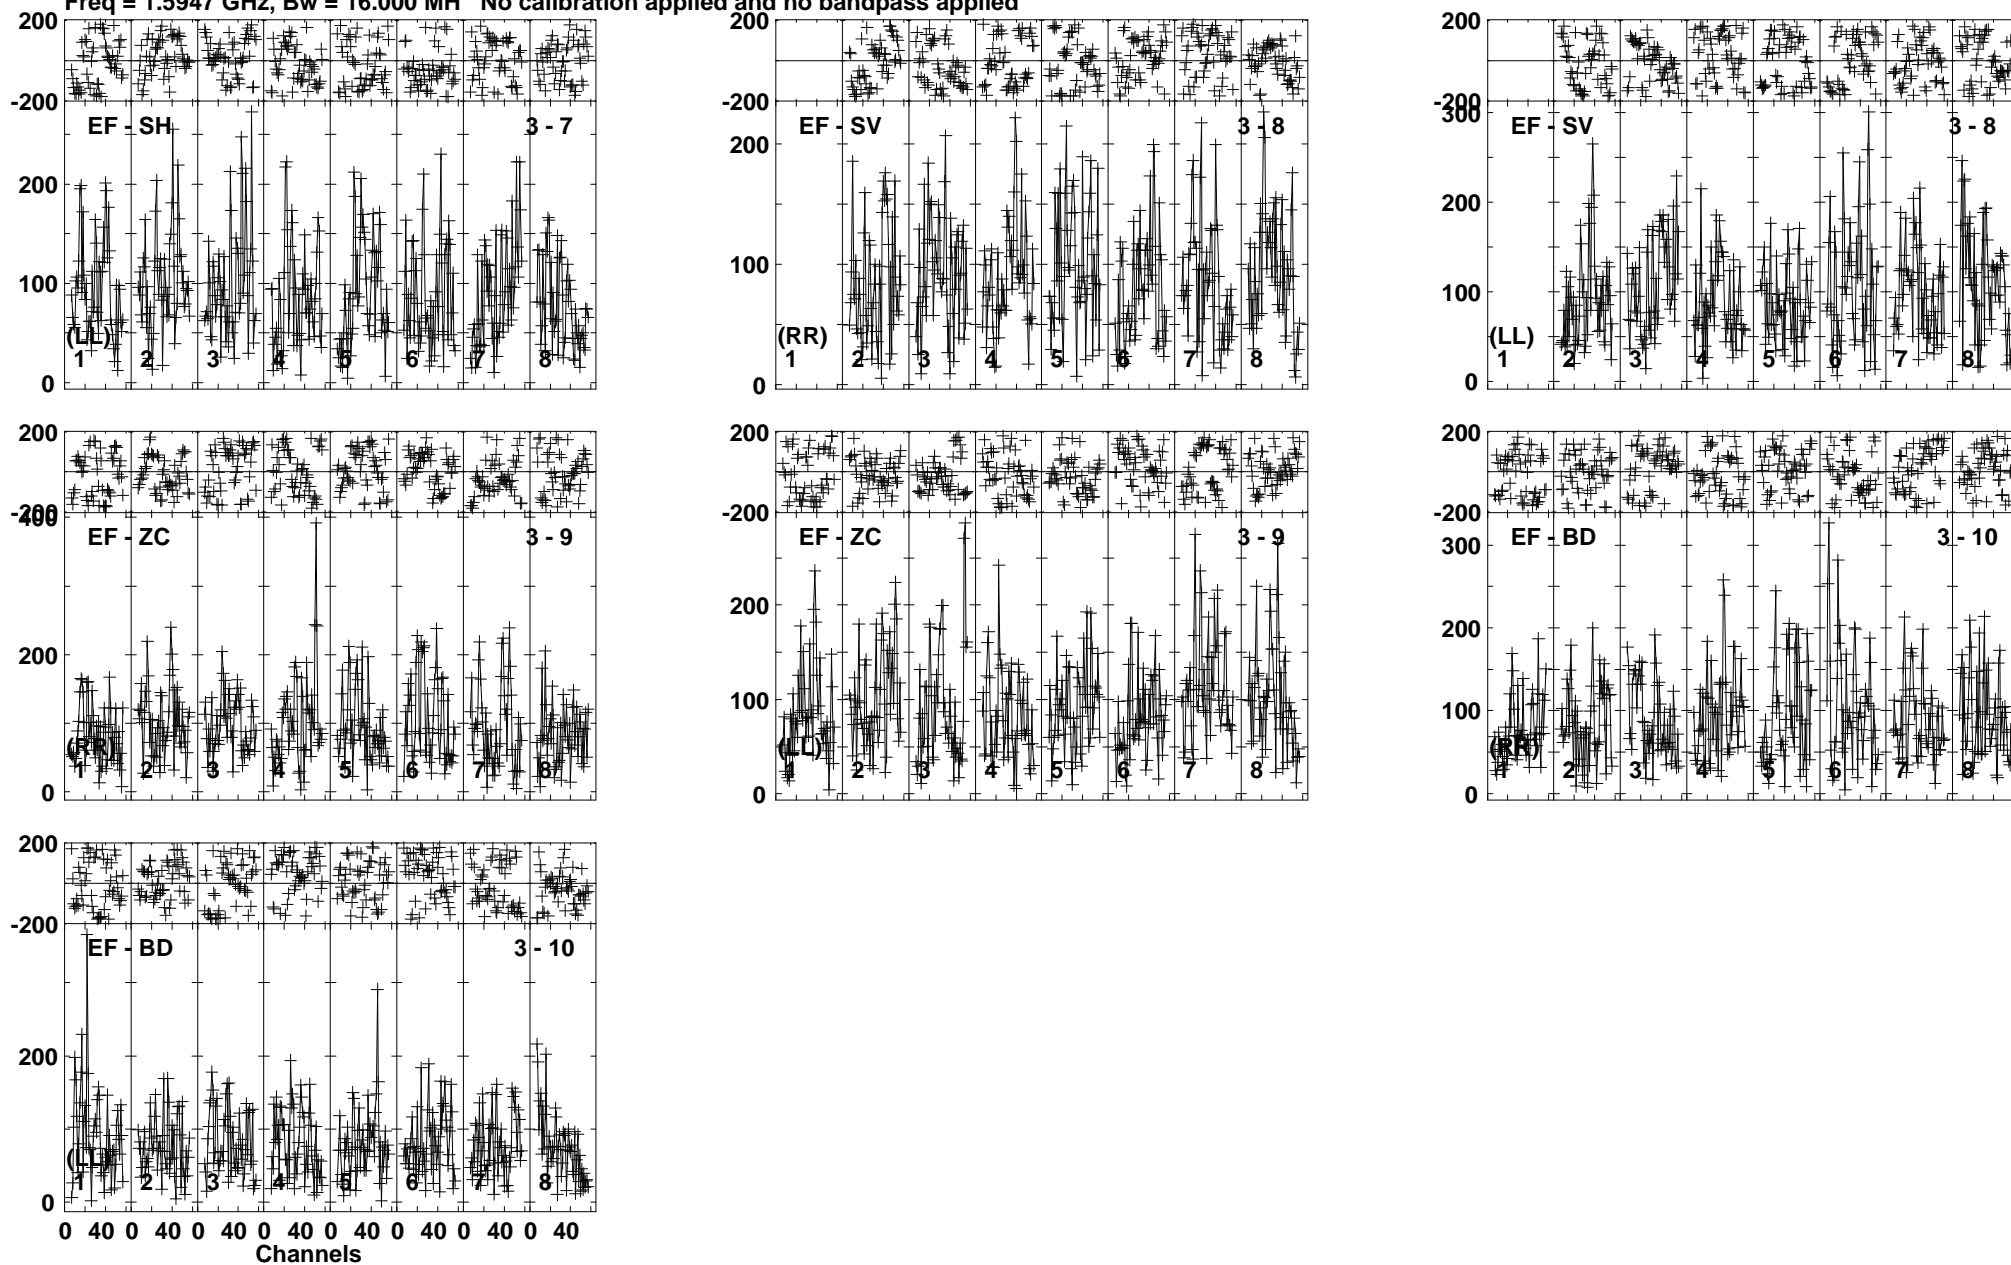 Freq = 1.5947 GHz, Bw = 16.000 MH No calibration applied and no bandpass applied
200
-200
EF - SH 3 - 7
200
100
0
(LL)
1 2 3 4 5 6 7 8
200
-200
EF - SV 3 - 8
200
100
0
(RR)
1 2 3 4 5 6 7 8
200
-200
300
EF - SV 3 - 8
200
100
0
(LL)
1 2 3 4 5 6 7 8
200
-200
400
EF - ZC 3 - 9
200
0
(RR)
1 2 3 4 5 6 7 8
200
-200
EF - ZC 3 - 9
200
100
0
(LL)
1 2 3 4 5 6 7 8
200
-200
EF - BD 3 - 10
300
200
100
0
(RR)
1 2 3 4 5 6 7 8
200
-200
EF - BD 3 - 10
200
0
(LL)
1 2 3 4 5 6 7 8
0 40 0 40 0 40 0 40 0 40 0 40 0 40 0 40
Channels